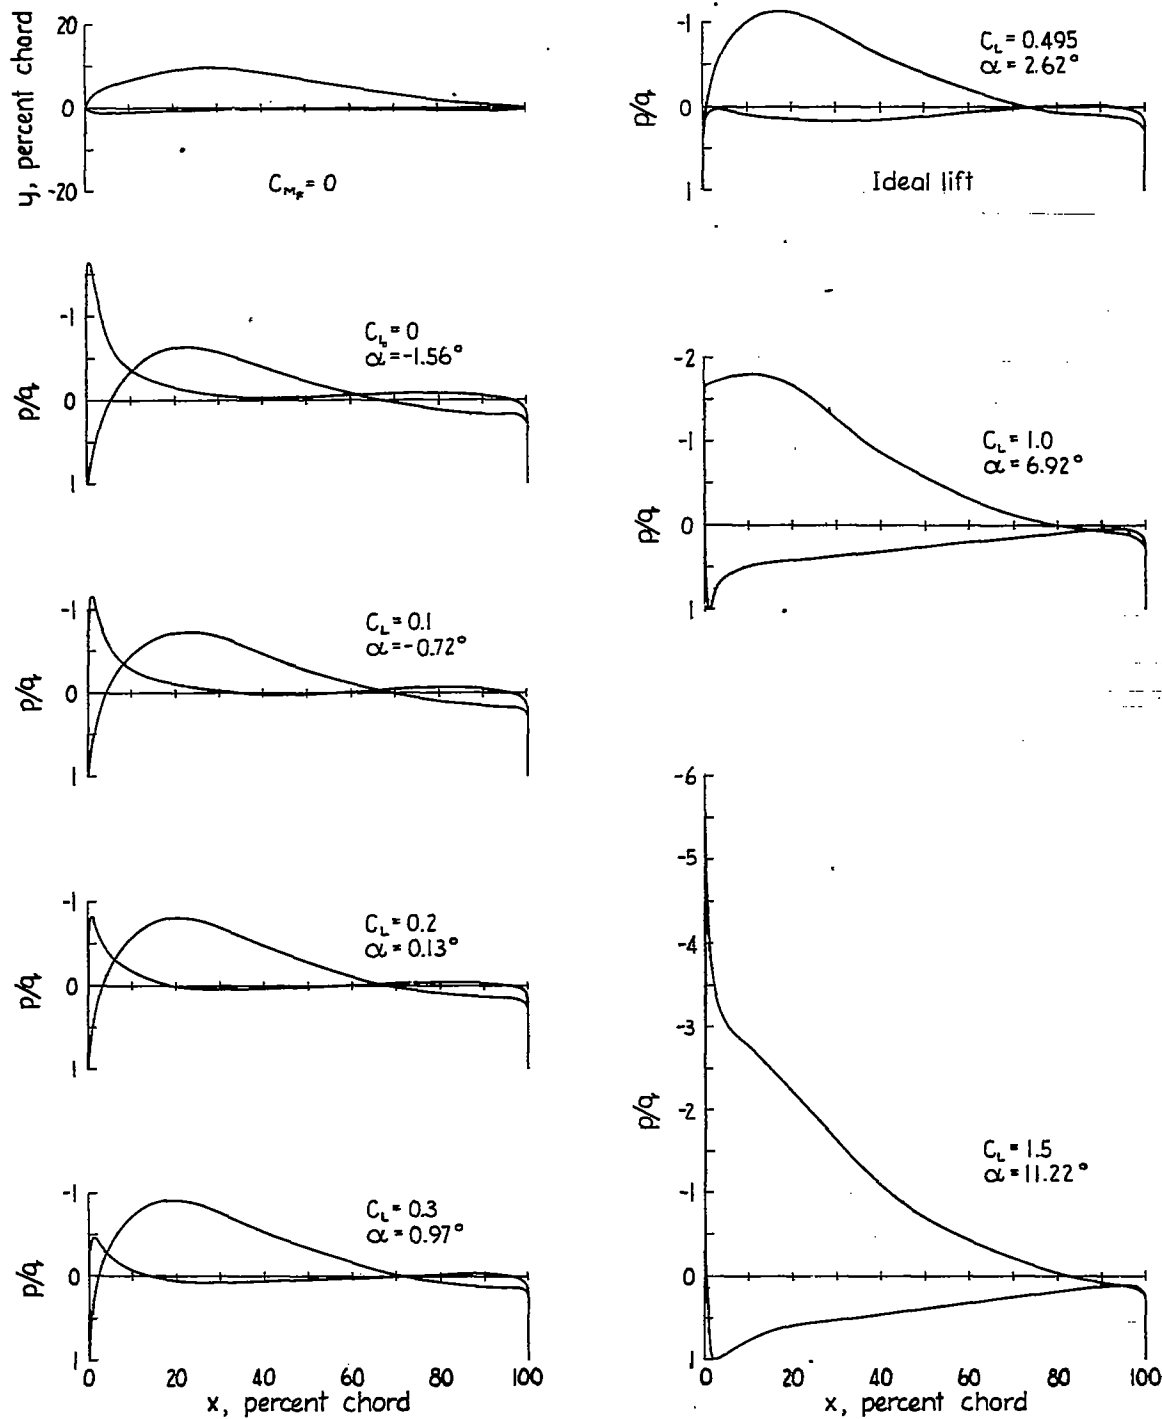 20
10
0
-10
-20
y, percent chord
C_MF = 0
-1
0
1
p/q
C_L = 0
α = -1.56°
-1
0
1
p/q
C_L = 0.1
α = -0.72°
-1
0
1
p/q
C_L = 0.2
α = 0.13°
-1
0
1
p/q
C_L = 0.3
α = 0.97°
0 20 40 60 80 100
x, percent chord
-1
0
1
p/q
C_L = 0.495
α = 2.62°
Ideal lift
-2
-1
0
1
p/q
C_L = 1.0
α = 6.92°
-6
-5
-4
-3
-2
-1
0
1
p/q
C_L = 1.5
α = 11.22°
0 20 40 60 80 100
x, percent chord